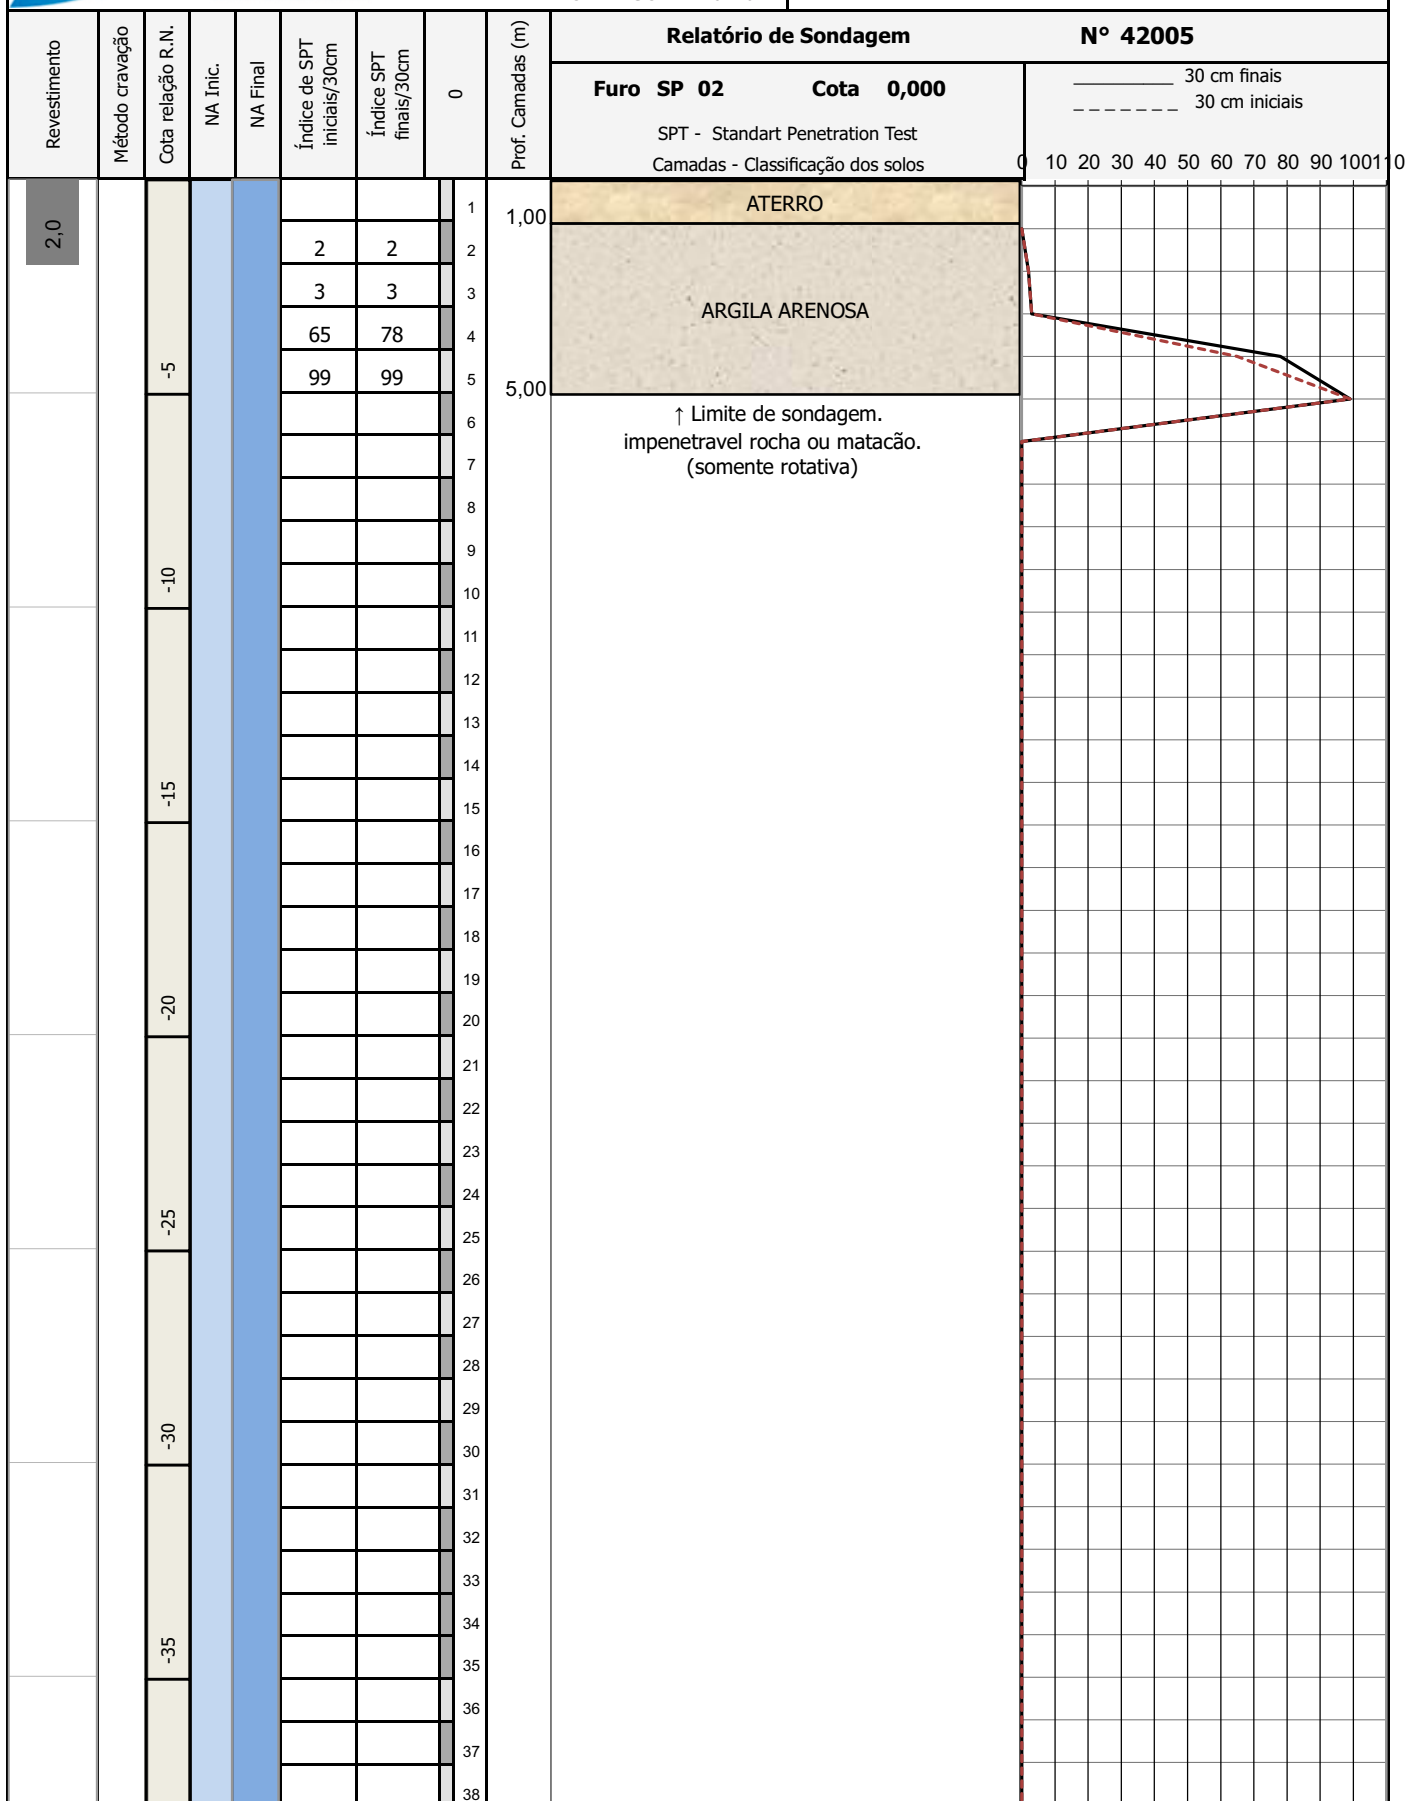 Revestimento
Método cravação
Cota relação R.N.
NA Inic.
NA Final
Índice de SPT
iniciais/30cm
Índice SPT
finais/30cm
0
Prof. Camadas (m)
Relatório de Sondagem
N° 42005
Furo SP 02 Cota 0,000
SPT - Standart Penetration Test
Camadas - Classificação dos solos
__________ 30 cm finais
_ _ _ _ _ _ _ 30 cm iniciais
0 10 20 30 40 50 60 70 80 90 100 110
2,0
1
1,00
ATERRO
2 2 2
3 3 3
ARGILA ARENOSA
65 78 4
-5
99 99 5
5,00
↑ Limite de sondagem.
impenetravel rocha ou matacão.
(somente rotativa)
6
7
8
9
-10
10
11
12
13
14
-15
15
16
17
18
19
-20
20
21
22
23
24
-25
25
26
27
28
29
-30
30
31
32
33
34
-35
35
36
37
38